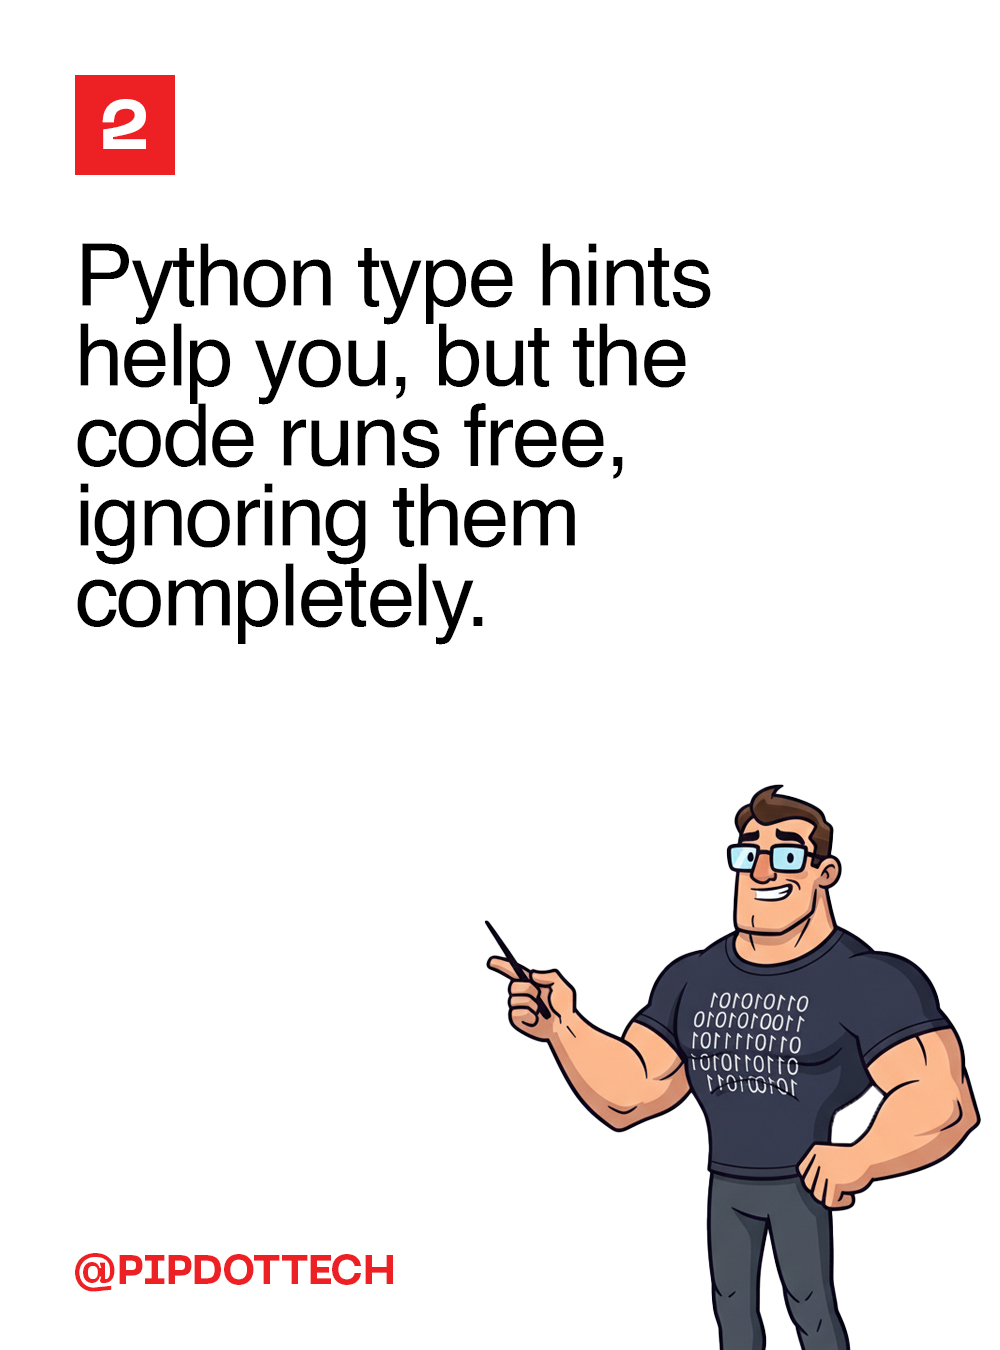 2
Python type hints
help you, but the
code runs free,
ignoring them
completely.
@PIPDOTTECH